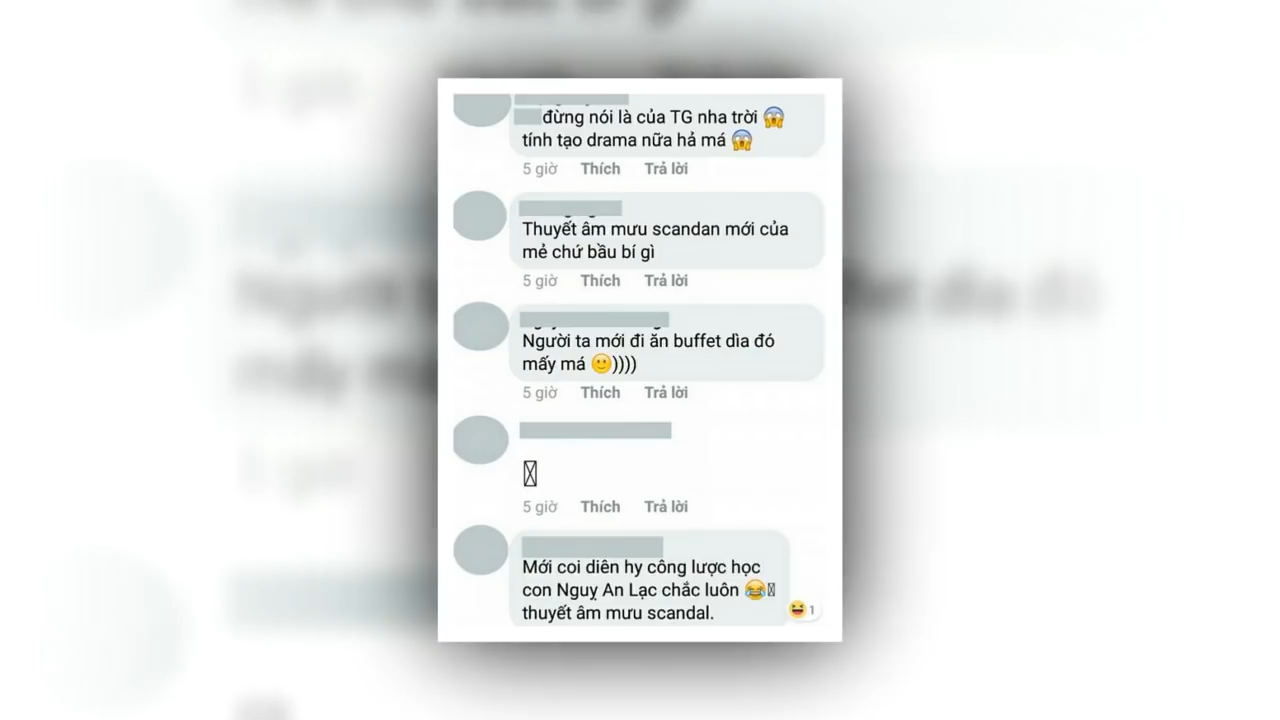 đừng nói là của TG nha trời 😱
tính tạo drama nữa hả má 😱
5 giờ Thích Trả lời
Thuyết âm mưu scandan mới của
mẻ chứ bầu bí gì
5 giờ Thích Trả lời
Người ta mới đi ăn buffet dìa đó
mấy má 🙂))))
5 giờ Thích Trả lời
5 giờ Thích Trả lời
Mới coi diên hy công lược học
con Nguỵ An Lạc chắc luôn 😂
thuyết âm mưu scandal.
😆 1